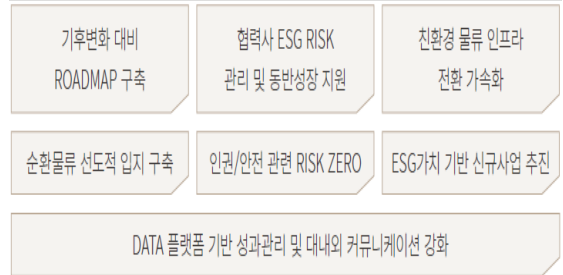 기후변화 대비
ROADMAP 구축
협력사 ESG RISK
관리 및 동반성장 지원
친환경 물류 인프라
전환 가속화
순환물류 선도적 입지 구축
인권/안전 관련 RISK ZERO
ESG가치 기반 신규사업 추진
DATA 플랫폼 기반 성과관리 및 대내외 커뮤니케이션 강화